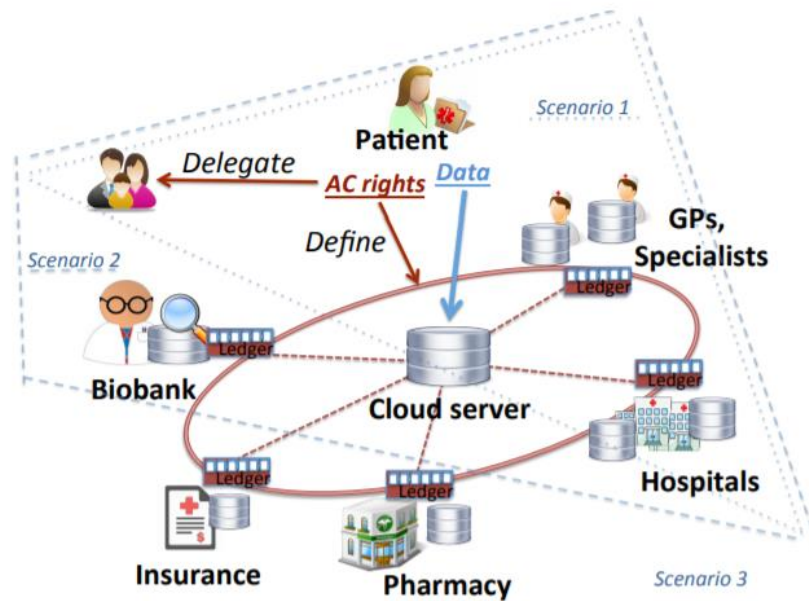 Scenario 1
Patient
Delegate
AC rights
Data
GPs,
Specialists
Define
Scenario 2
Ledger
Ledger
Biobank
Cloud server
Ledger
Hospitals
Ledger
Ledger
$
Insurance
Pharmacy
Scenario 3